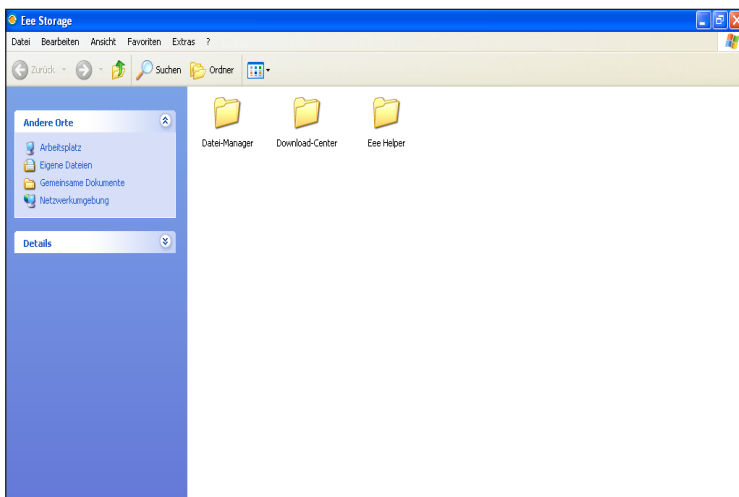 Eee Storage
Datei Bearbeiten Ansicht Favoriten Extras ?
Zurück Suchen Ordner
Andere Orte
Arbeitsplatz
Eigene Dateien
Gemeinsame Dokumente
Netzwerkumgebung
Details
Datei-Manager Download-Center Eee Helper